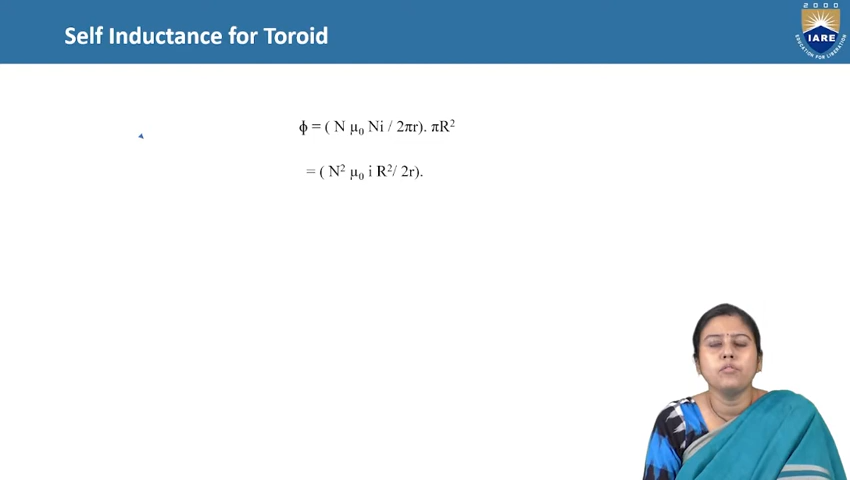 Self Inductance for Toroid
2000
IARE
EDUCATION FOR LIBERATION
ϕ = ( N μ₀ Ni / 2πr). πR²
= ( N² μ₀ i R²/ 2r).